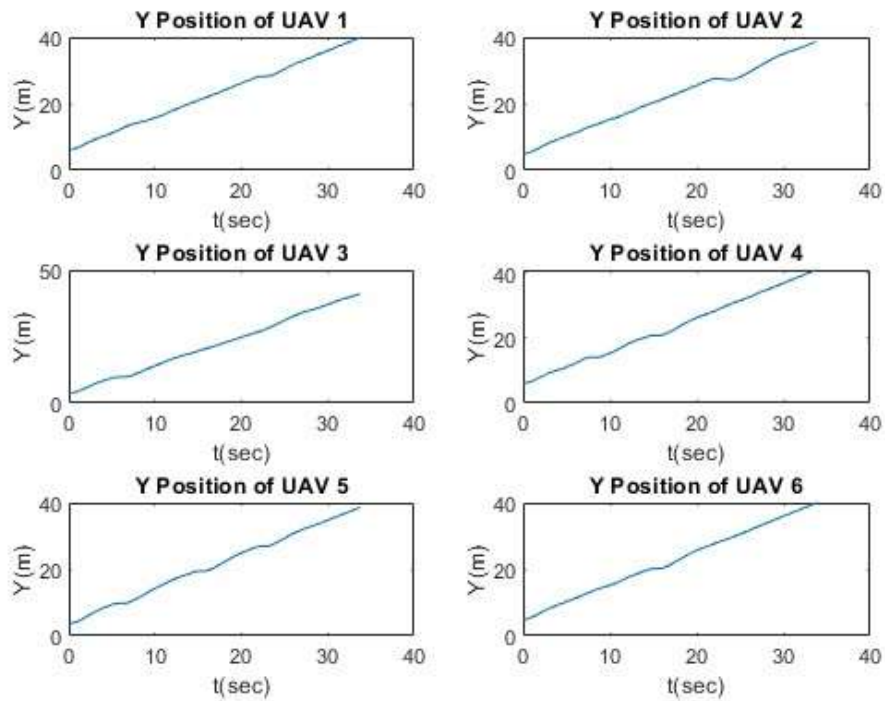 Y Position of UAV 1
40
20
0
Y(m)
0 10 20 30 40
t(sec)
Y Position of UAV 2
40
20
0
Y(m)
0 10 20 30 40
t(sec)
Y Position of UAV 3
50
0
Y(m)
0 10 20 30 40
t(sec)
Y Position of UAV 4
40
20
0
Y(m)
0 10 20 30 40
t(sec)
Y Position of UAV 5
40
20
0
Y(m)
0 10 20 30 40
t(sec)
Y Position of UAV 6
40
20
0
Y(m)
0 10 20 30 40
t(sec)